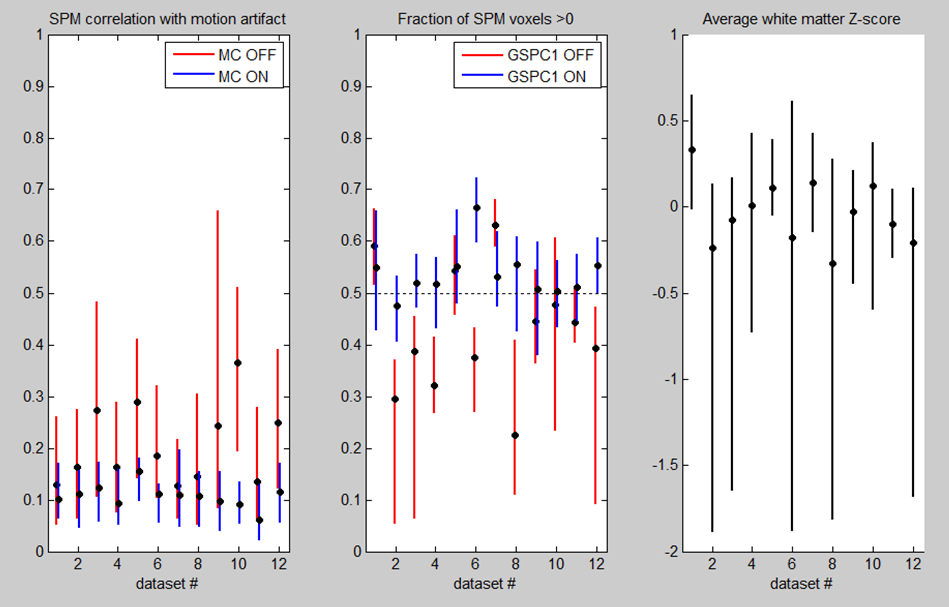 SPM correlation with motion artifact
1
0.9
0.8
0.7
0.6
0.5
0.4
0.3
0.2
0.1
0
MC OFF
MC ON
2 4 6 8 10 12
dataset #
Fraction of SPM voxels >0
1
0.9
0.8
0.7
0.6
0.5
0.4
0.3
0.2
0.1
0
GSPC1 OFF
GSPC1 ON
2 4 6 8 10 12
dataset #
Average white matter Z-score
1
0.5
0
-0.5
-1
-1.5
-2
2 4 6 8 10 12
dataset #